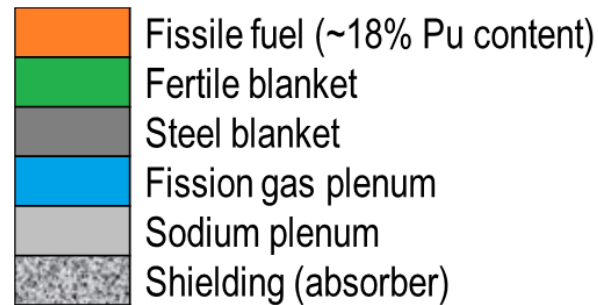 Fissile fuel (~18% Pu content)
Fertile blanket
Steel blanket
Fission gas plenum
Sodium plenum
Shielding (absorber)